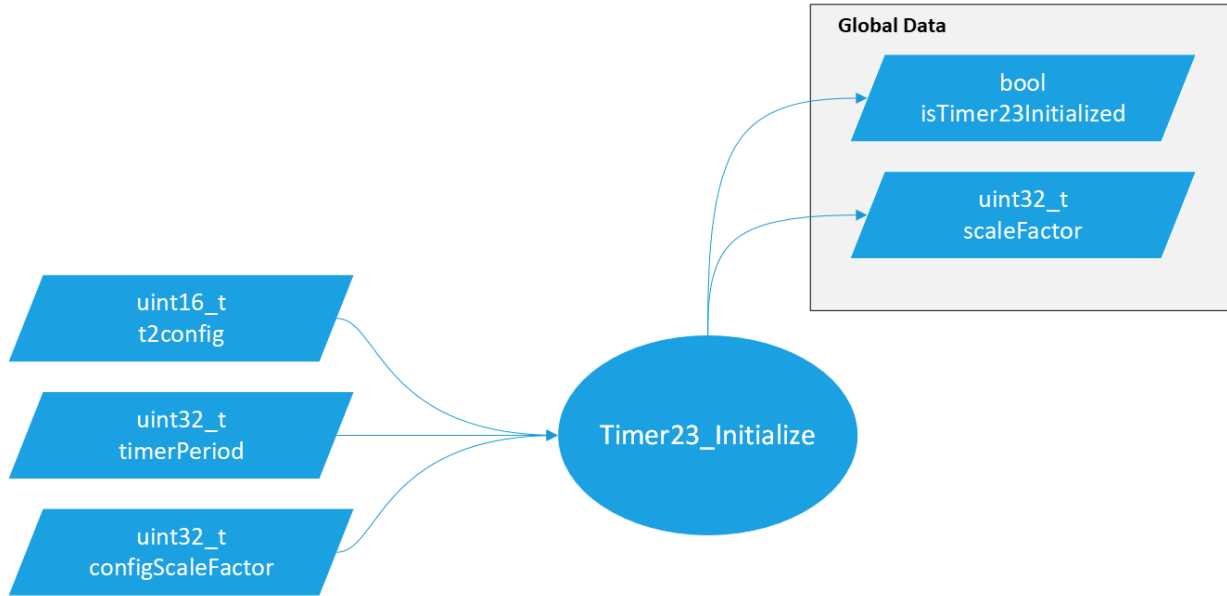 Global Data
bool
isTimer23Initialized
uint32_t
scaleFactor
uint16_t
t2config
uint32_t
timerPeriod
uint32_t
configScaleFactor
Timer23_Initialize